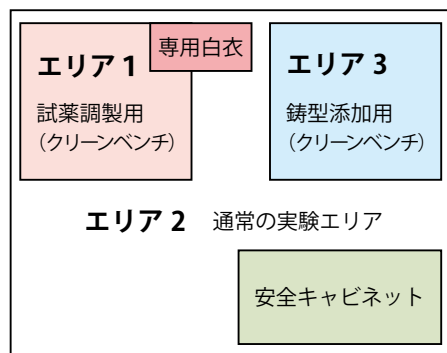 エリア 1
専用白衣
試薬調製用
（クリーンベンチ）
エリア 3
鋳型添加用
（クリーンベンチ）
エリア 2 通常の実験エリア
安全キャビネット